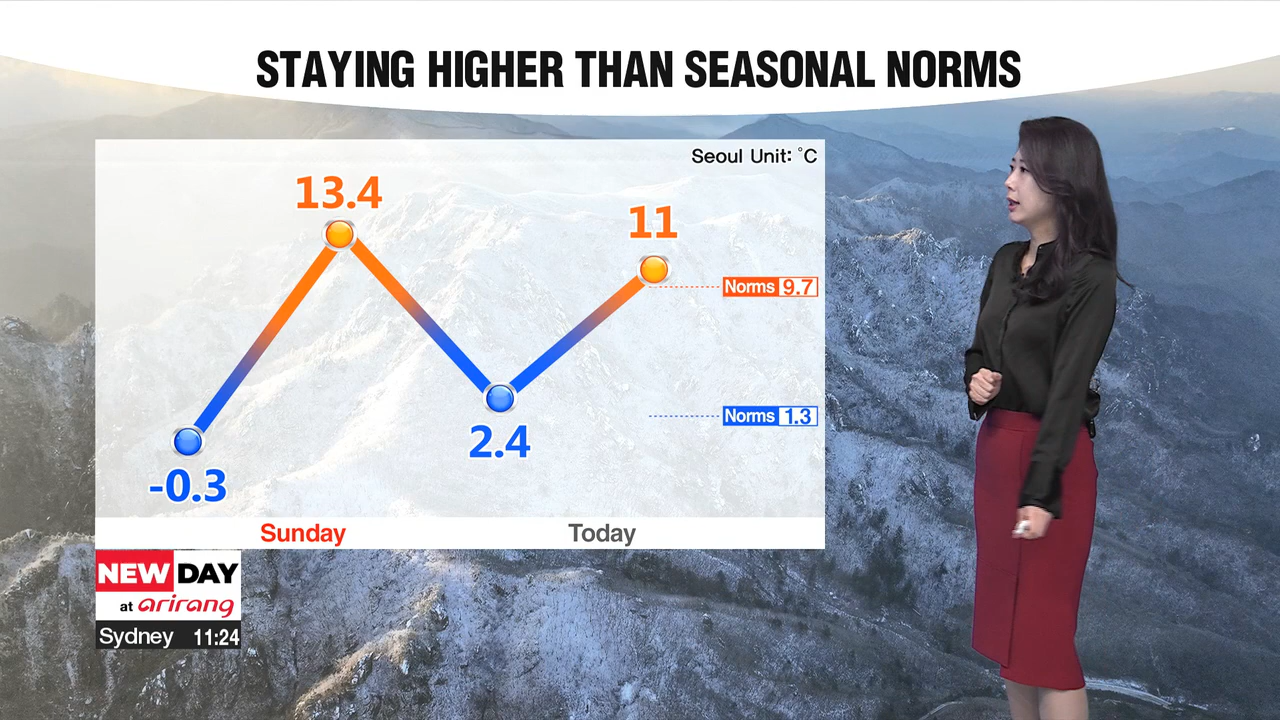 STAYING HIGHER THAN SEASONAL NORMS
Seoul Unit: °C
13.4
11
Norms 9.7
Norms 1.3
2.4
-0.3
Sunday
Today
NEW DAY
at arirang
Sydney 11:24